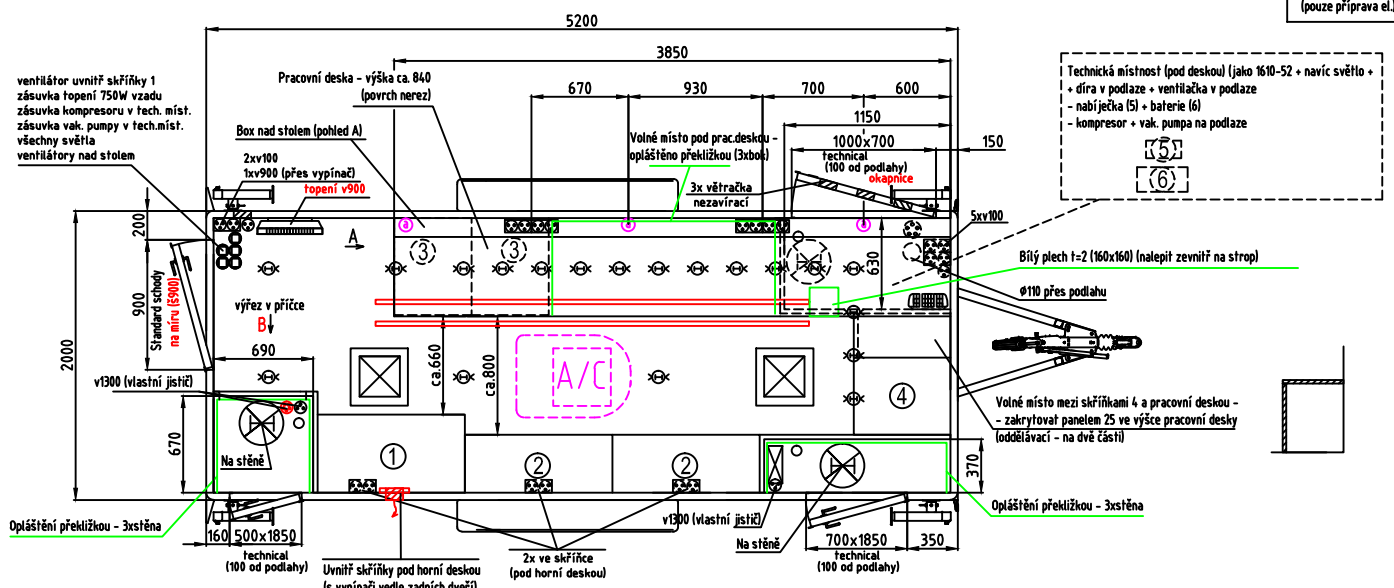 (pouze příprava el.)
5200
3850
670
930
700
600
1150
1000x700
technical
(100 od podlahy)
okapnice
150
ventilátor uvnitř skříňky 1
zásuvka topení 750W vzadu
zásuvka kompresoru v tech. míst.
zásuvka vak. pumpy v tech.míst.
všechny světla
ventilátory nad stolem
Pracovní deska - výška ca. 840
(povrch nerez)
Box nad stolem (pohled A)
2xv100
1xv900 (přes vypínač)
topení v900
Volné místo pod prac.deskou -
opláštěno překližkou (3xbok)
3x větračka
nezavírací
Technická místnost (pod deskou) (jako 1610-52 + navíc světlo +
+ díra v podlaze + ventilačka v podlaze
- nabíječka (5) + baterie (6)
- kompresor + vak. pumpa na podlaze
5
6
5xv100
Bílý plech t=2 (160x160) (nalepit zevnitř na strop)
ø110 přes podlahu
200
900
2000
Standard schody
na míru (š900)
A
a
a
a
3
3
630
výřez v příčce
B
690
v1300 (vlastní jistič)
670
Na stěně
ca.660
ca.800
A/C
4
Volné místo mezi skříňkami 4 a pracovní deskou -
- zakrytovat panelem 25 ve výšce pracovní desky
(oddělávací - na dvě části)
1
2
2
370
Opláštění překližkou - 3xstěna
160
500x1850
technical
(100 od podlahy)
Uvnitř skříňky pod horní deskou
(s vypínači vedle zadních dveří)
2x ve skříňce
(pod horní deskou)
v1300 (vlastní jistič)
Na stěně
700x1850
technical
(100 od podlahy)
350
Opláštění překližkou - 3xstěna